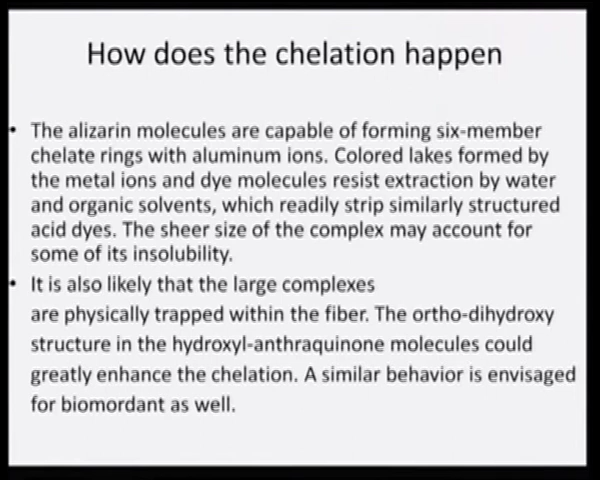 How does the chelation happen
• The alizarin molecules are capable of forming six-member
chelate rings with aluminum ions. Colored lakes formed by
the metal ions and dye molecules resist extraction by water
and organic solvents, which readily strip similarly structured
acid dyes. The sheer size of the complex may account for
some of its insolubility.
• It is also likely that the large complexes
are physically trapped within the fiber. The ortho-dihydroxy
structure in the hydroxyl-anthraquinone molecules could
greatly enhance the chelation. A similar behavior is envisaged
for biomordant as well.